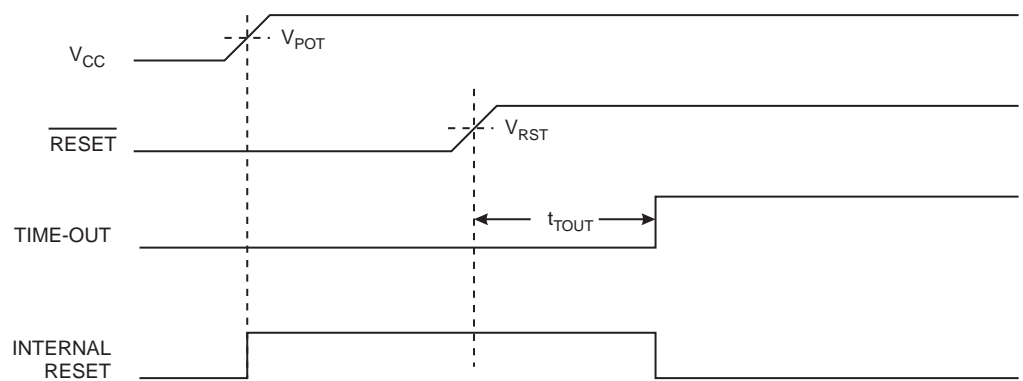 V_POT
V_CC
V_RST
RESET
t_TOUT
TIME-OUT
INTERNAL
RESET